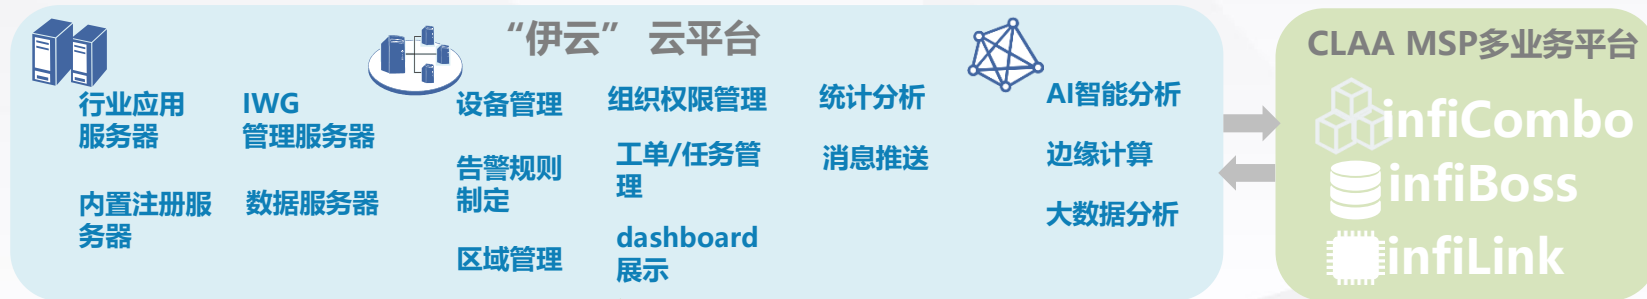 “伊云” 云平台
行业应用
服务器
IWG
管理服务器
内置注册服
务器
数据服务器
设备管理
告警规则
制定
区域管理
组织权限管理
工单/任务管
理
dashboard
展示
统计分析
消息推送
AI智能分析
边缘计算
大数据分析
CLAA MSP多业务平台
infiCombo
infiBoss
infiLink